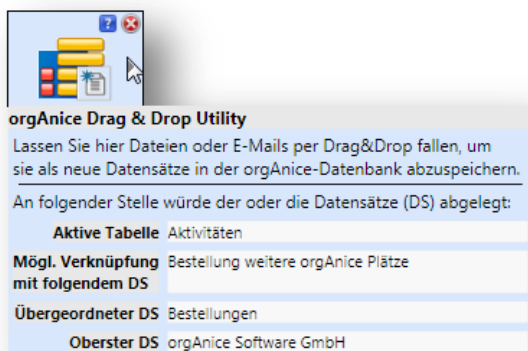 orgAnice Drag & Drop Utility
Lassen Sie hier Dateien oder E-Mails per Drag&Drop fallen, um
sie als neue Datensätze in der orgAnice-Datenbank abzuspeichern.
An folgender Stelle würde der oder die Datensätze (DS) abgelegt:
Aktive Tabelle Aktivitäten
Mögl. Verknüpfung Bestellung weitere orgAnice Plätze
mit folgendem DS
Übergeordneter DS Bestellungen
Oberster DS orgAnice Software GmbH